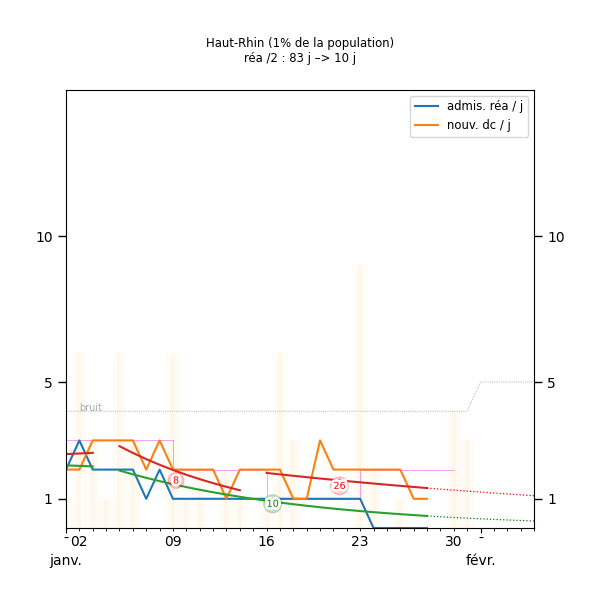 Haut-Rhin (1% de la population)
réa /2 : 83 j –> 10 j
admis. réa / j
nouv. dc / j
10 10
5 5
bruit
8
26
10
1 1
- 02 09 16 23 30 -
janv. févr.